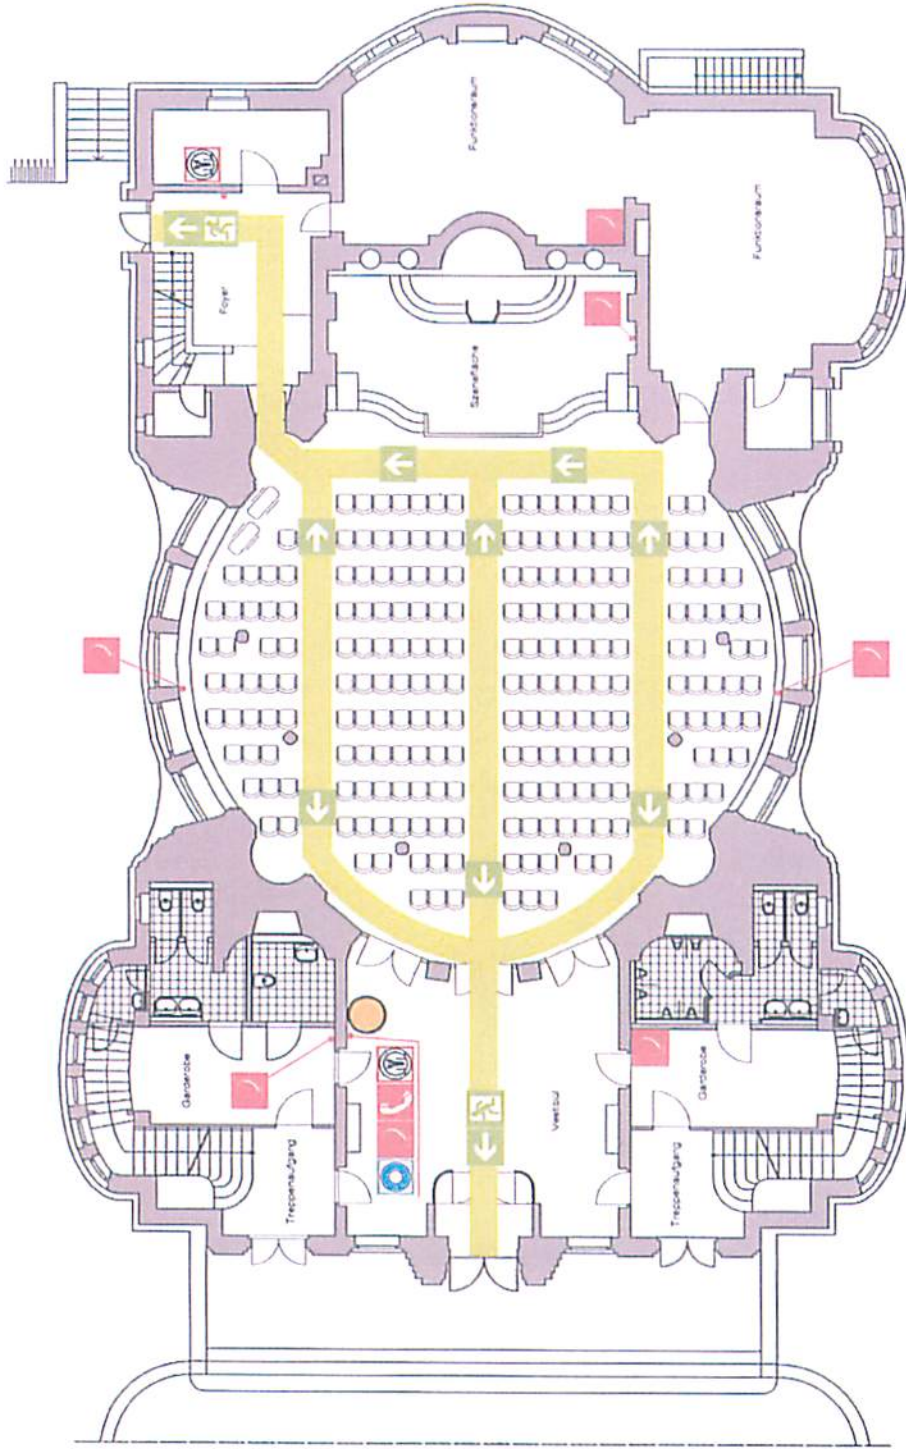 Funktionsraum
Funktionsraum
Foyer
Szenefläche
Garderobe
Garderobe
Vestibül
Treppenaufgang
Treppenaufgang